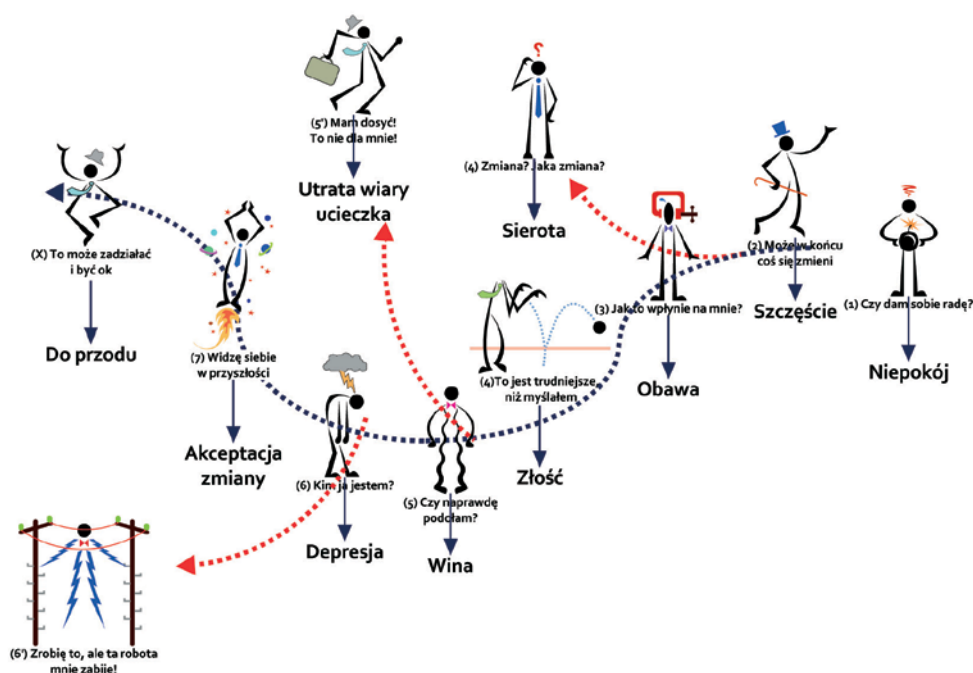 ?
(5') Mam dosyć!
To nie dla mnie!
Utrata wiary
ucieczka
(4) Zmiana? Jaka zmiana?
Sierota
(X) To może zadziałać
i być ok
Do przodu
(7) Widzę siebie
w przyszłości
Akceptacja
zmiany
(2) Może w końcu
coś się zmieni
Szczęście
(1) Czy dam sobie radę?
Niepokój
(3) Jak to wpłynie na mnie?
Obawa
(4)To jest trudniejsze,
niż myślałem
Złość
(6) Kim ja jestem?
Depresja
(5) Czy naprawdę
podołam?
Wina
(6') Zrobię to, ale ta robota
mnie zabije!